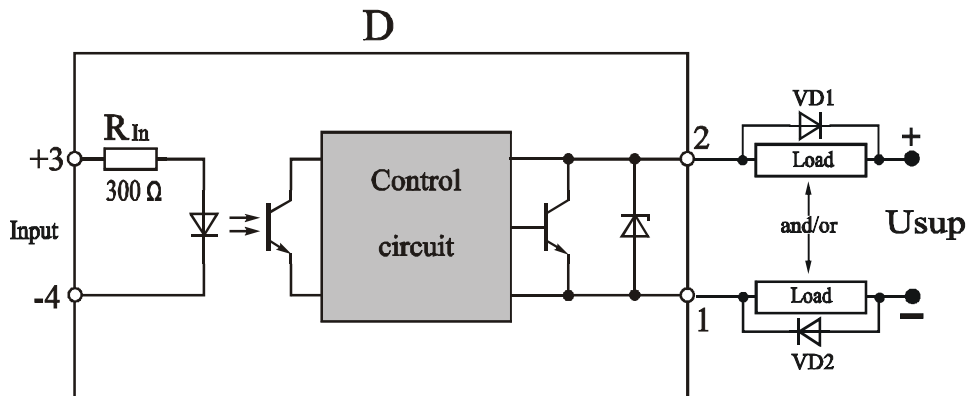 D
VD1
+3
R In
2
+
Load
300 Ω
Control
circuit
Input
and/or
Usup
-4
1
Load
−
VD2